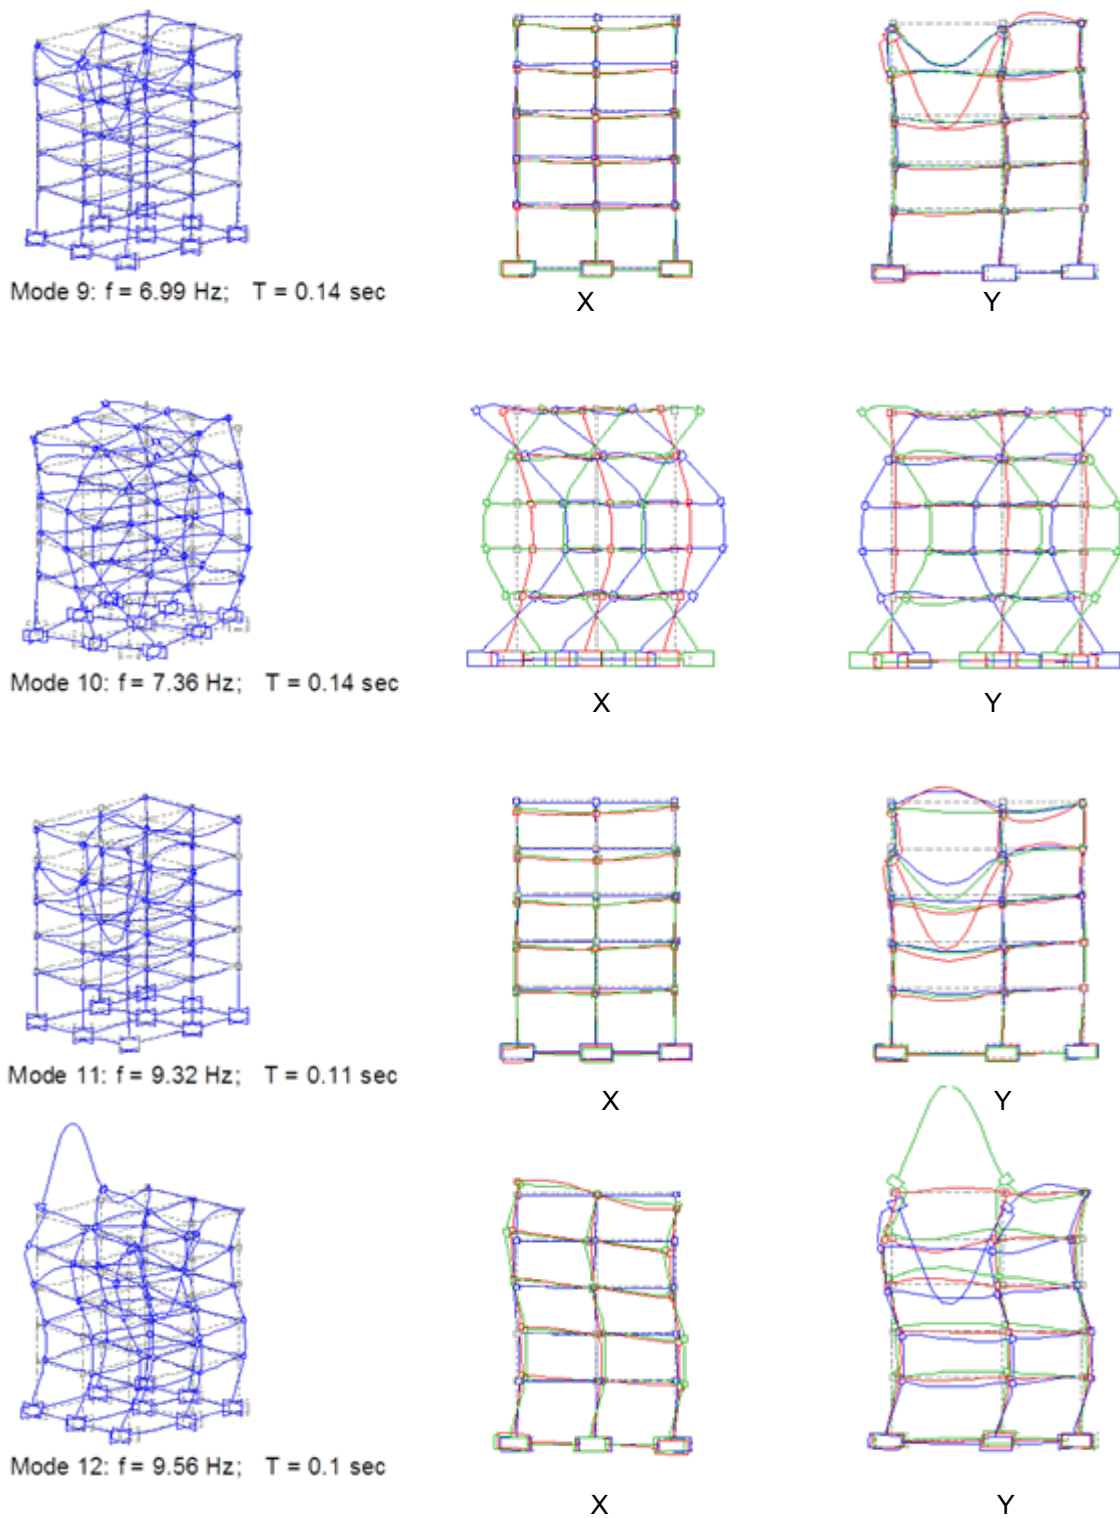 Mode 9: f = 6.99 Hz; T = 0.14 sec
X
Y
Mode 10: f = 7.36 Hz; T = 0.14 sec
X
Y
Mode 11: f = 9.32 Hz; T = 0.11 sec
X
Y
Mode 12: f = 9.56 Hz; T = 0.1 sec
X
Y